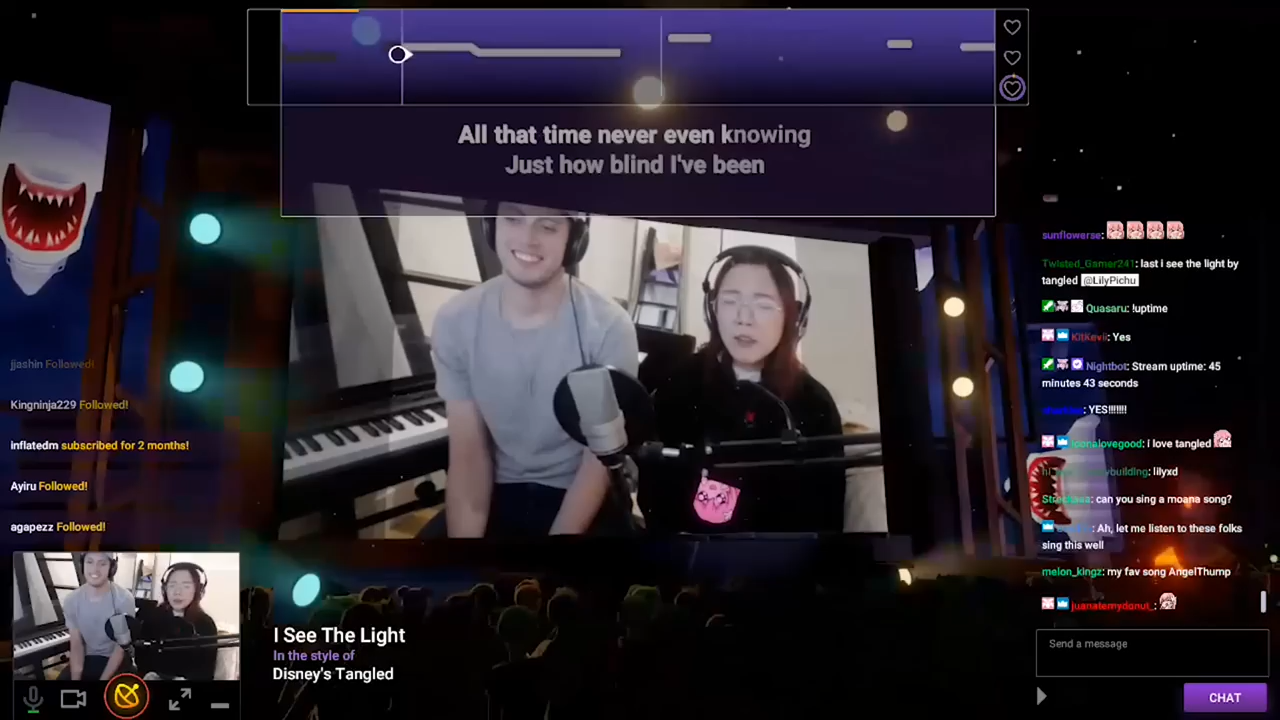 All that time never even knowing
Just how blind I've been
sunflowerse:
Twisted_Gamer241: last i see the light by
tangled @LilyPichu
Quasaru: !uptime
KitKevii: Yes
Nightbot: Stream uptime: 45
minutes 43 seconds
YES!!!!!!!
iconalovegood: I love tangled
lilyxd
can you sing a moana song?
Ah, let me listen to these folks
sing this well
melon_kingz: my fav song AngelThump
juanatemydonut_:
Send a message
CHAT
jjashin Followed!
Kingninja229 Followed!
inflatedm subscribed for 2 months!
Ayiru Followed!
agapezz Followed!
I See The Light
In the style of
Disney's Tangled